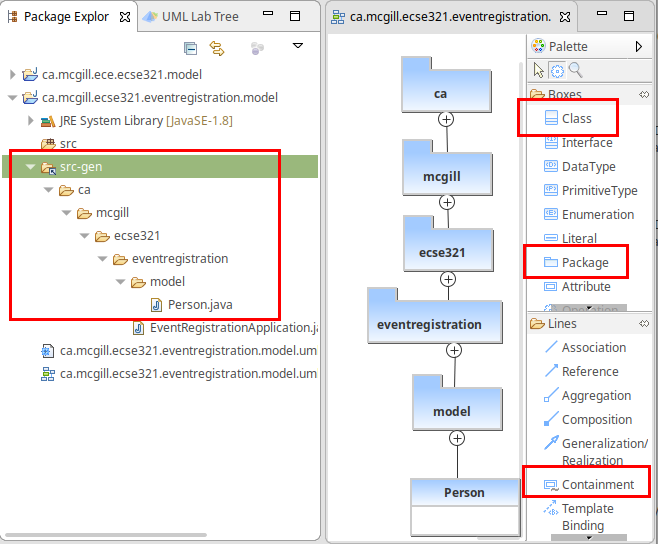 Package Explor
UML Lab Tree
ca.mcgill.ece.ecse321.model
ca.mcgill.ecse321.eventregistration.model
JRE System Library [JavaSE-1.8]
src
src-gen
ca
mcgill
ecse321
eventregistration
model
Person.java
EventRegistrationApplication.ja
ca.mcgill.ecse321.eventregistration.model.um
ca.mcgill.ecse321.eventregistration.model.um
ca.mcgill.ecse321.eventregistration.
ca
mcgill
ecse321
eventregistration
model
Person
Palette
Boxes
Class
Interface
DataType
PrimitiveType
Enumeration
Literal
Package
Attribute
Operation
Lines
Association
Reference
Aggregation
Composition
Generalization/
Realization
Containment
Template
Binding